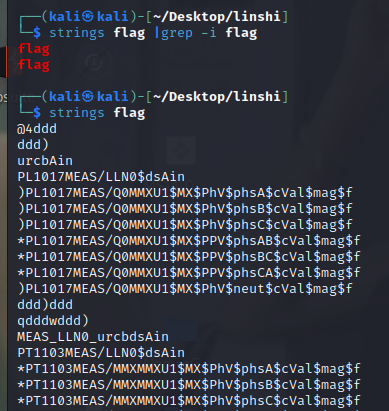 ┌──(kali㉿kali)-[~/Desktop/linshi]
└─$ strings flag |grep -i flag
flag
flag
┌──(kali㉿kali)-[~/Desktop/linshi]
└─$ strings flag
@4ddd
ddd)
urcbAin
PL1017MEAS/LLN0$dsAin
)PL1017MEAS/Q0MMXU1$MX$PhV$phsA$cVal$mag$f
)PL1017MEAS/Q0MMXU1$MX$PhV$phsB$cVal$mag$f
)PL1017MEAS/Q0MMXU1$MX$PhV$phsC$cVal$mag$f
*PL1017MEAS/Q0MMXU1$MX$PPV$phsAB$cVal$mag$f
*PL1017MEAS/Q0MMXU1$MX$PPV$phsBC$cVal$mag$f
*PL1017MEAS/Q0MMXU1$MX$PPV$phsCA$cVal$mag$f
)PL1017MEAS/Q0MMXU1$MX$PhV$neut$cVal$mag$f
ddd)ddd
qdddwddd)
MEAS_LLN0_urcbdsAin
PT1103MEAS/LLN0$dsAin
*PT1103MEAS/MMXMMXU1$MX$PhV$phsA$cVal$mag$f
*PT1103MEAS/MMXMMXU1$MX$PhV$phsB$cVal$mag$f
*PT1103MEAS/MMXMMXU1$MX$PhV$phsC$cVal$mag$f